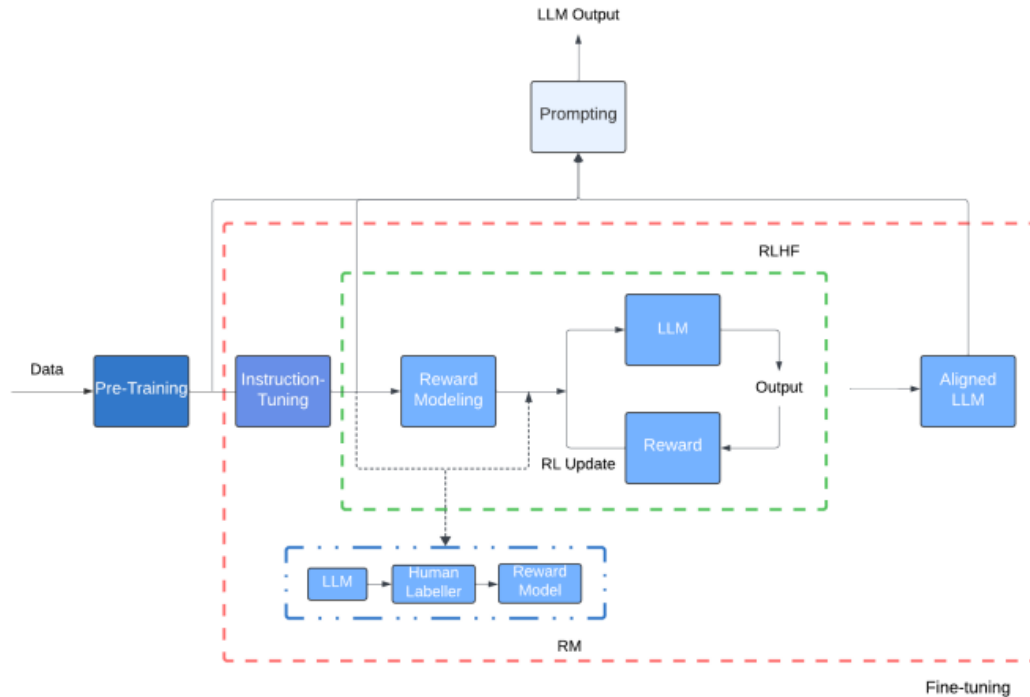 LLM Output
Prompting
RLHF
LLM
Data
Pre-Training
Instruction-
Tuning
Reward
Modeling
Output
Aligned
LLM
Reward
RL Update
LLM
Human
Labeller
Reward
Model
RM
Fine-tuning